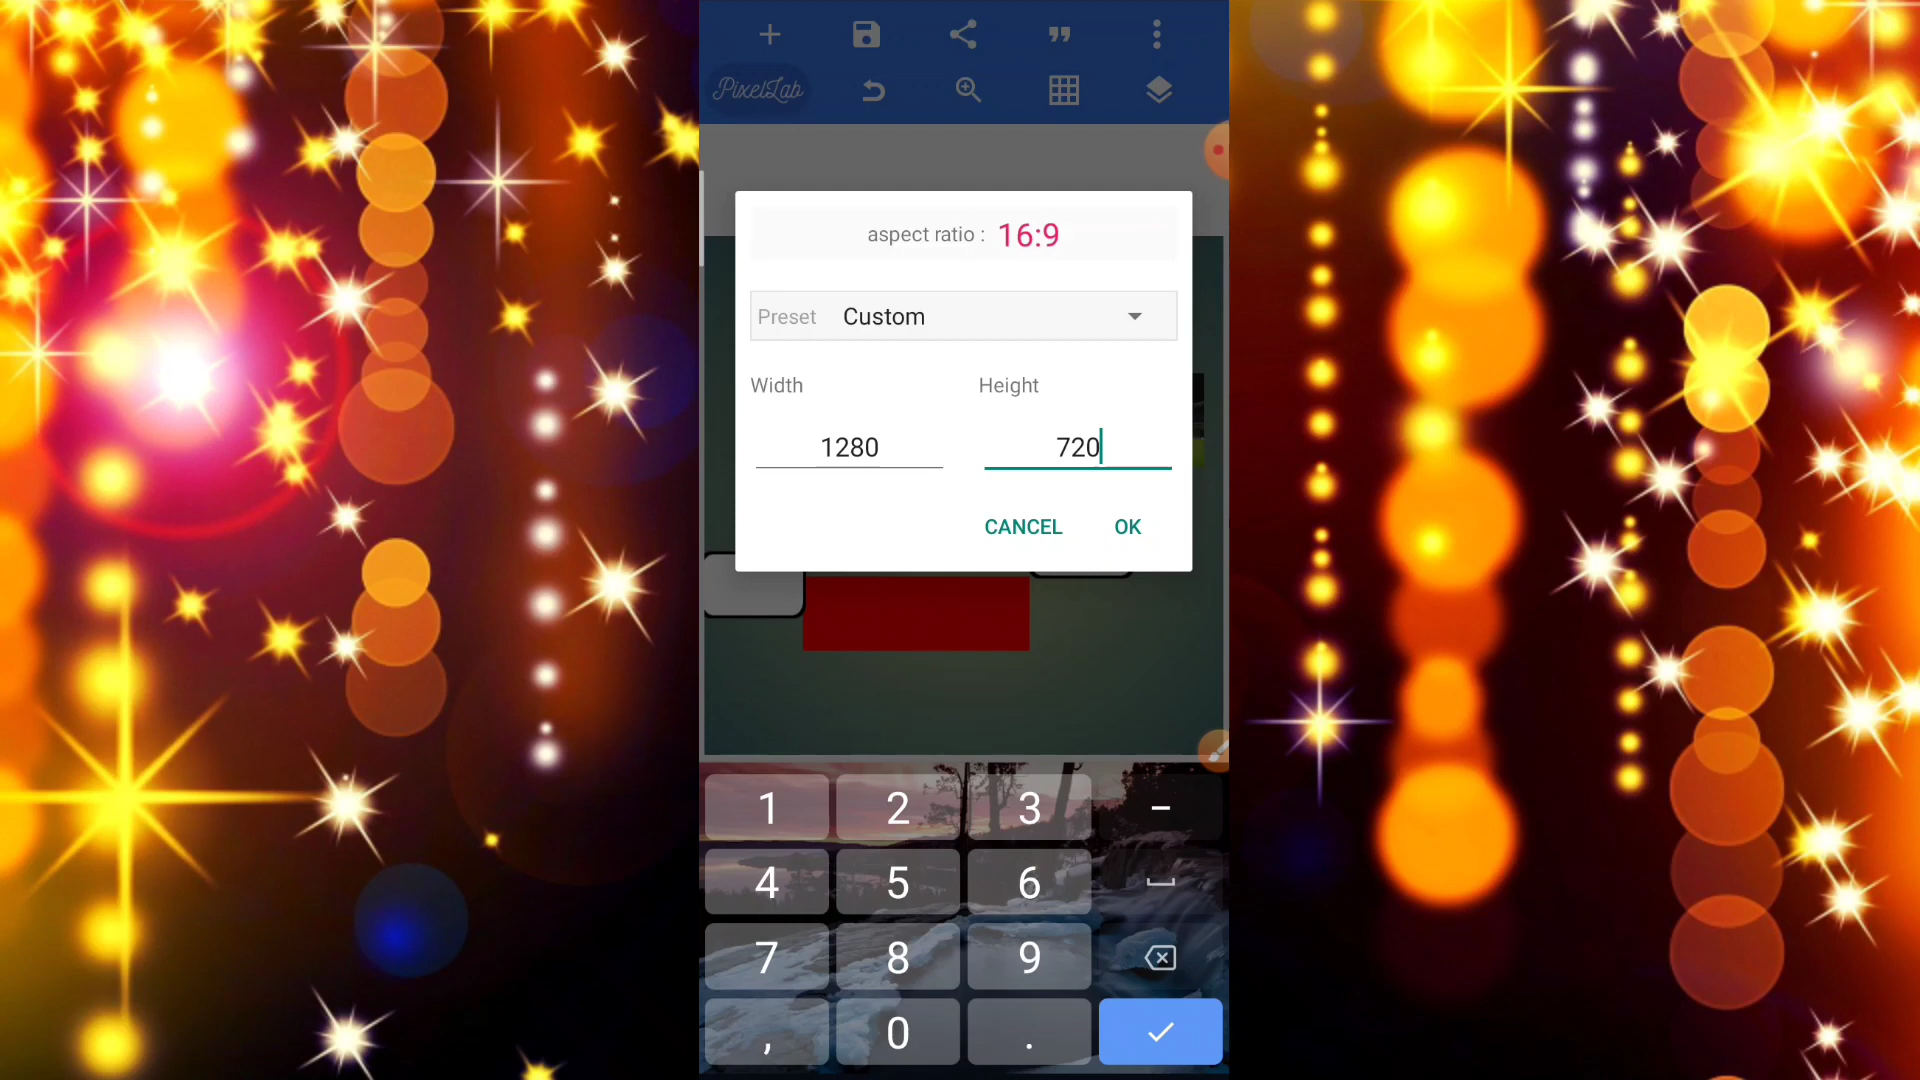 PixelLab
aspect ratio : 16:9
Preset Custom
Width Height
1280 720
CANCEL OK
1 2 3 -
4 5 6
7 8 9
, 0 .